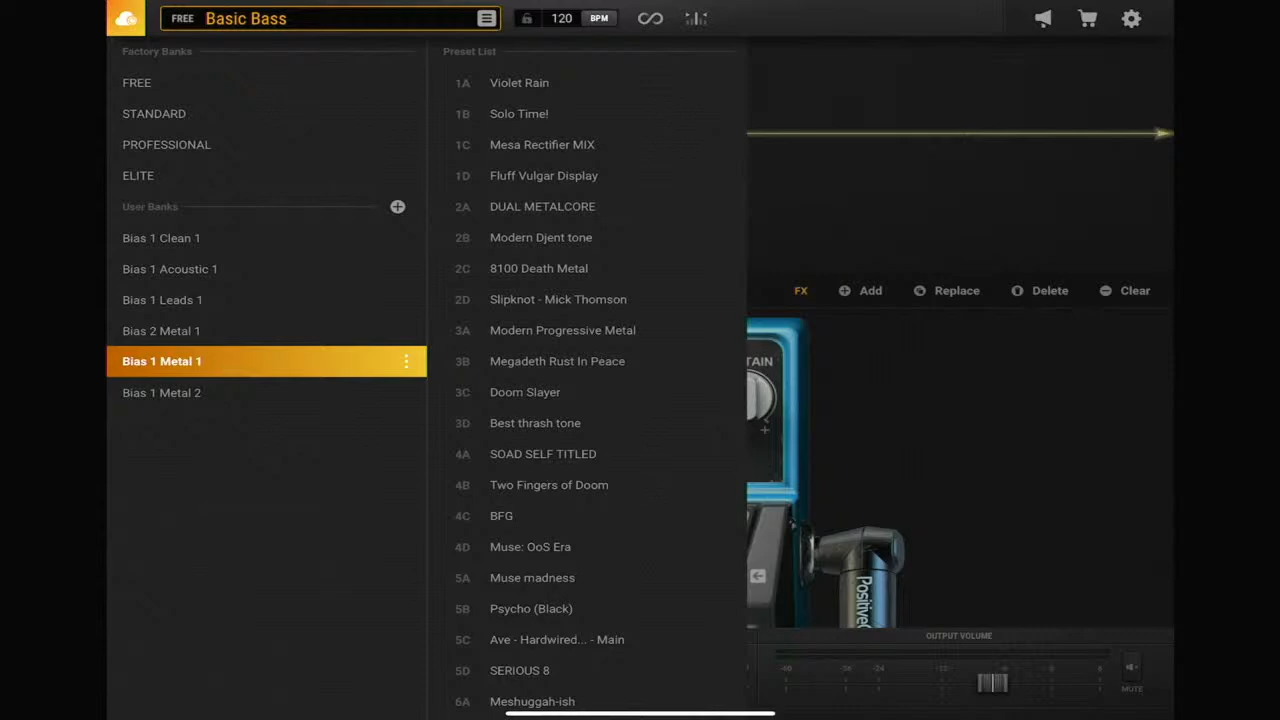 FREE Basic Bass 120 BPM
Factory Banks
FREE
STANDARD
PROFESSIONAL
ELITE
User Banks
Bias 1 Clean 1
Bias 1 Acoustic 1
Bias 1 Leads 1
Bias 2 Metal 1
Bias 1 Metal 1
Bias 1 Metal 2
Preset List
1A Violet Rain
1B Solo Time!
1C Mesa Rectifier MIX
1D Fluff Vulgar Display
2A DUAL METALCORE
2B Modern Djent tone
2C 8100 Death Metal
2D Slipknot - Mick Thomson
3A Modern Progressive Metal
3B Megadeth Rust In Peace
3C Doom Slayer
3D Best thrash tone
4A SOAD SELF TITLED
4B Two Fingers of Doom
4C BFG
4D Muse: OoS Era
5A Muse madness
5B Psycho (Black)
5C Ave - Hardwired... - Main
5D SERIOUS 8
6A Meshuggah-ish
FX Add Replace Delete Clear
TAIN
+
Positive
OUTPUT VOLUME
MUTE